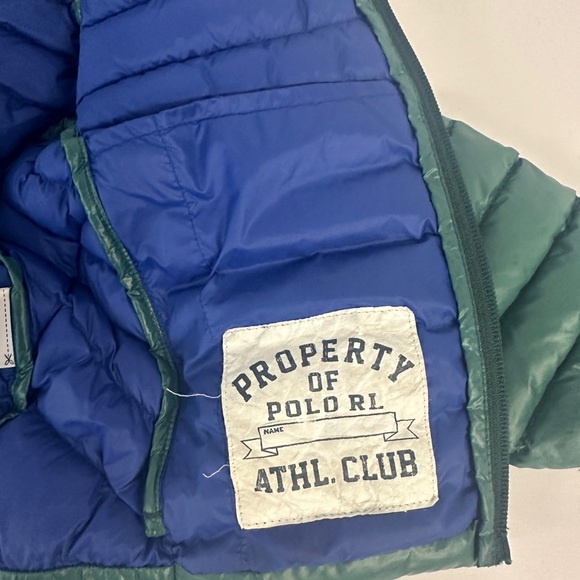 PROPERTY
OF
POLO RL
NAME
ATHL. CLUB